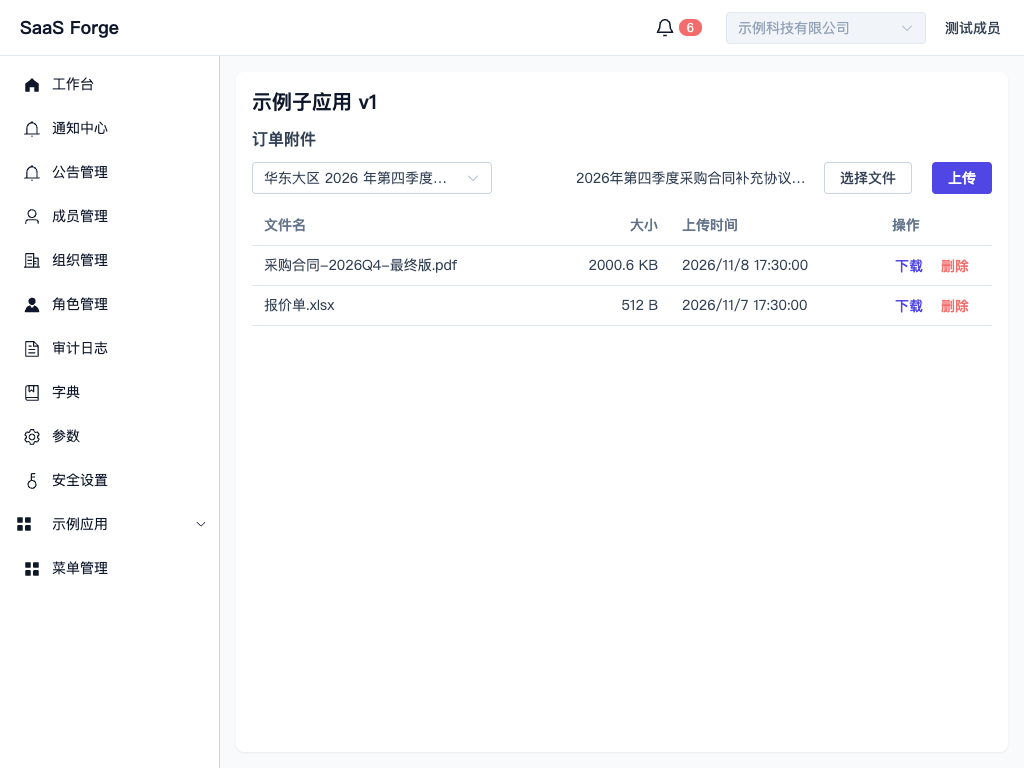 SaaS Forge
6
示例科技有限公司
测试成员
工作台
通知中心
公告管理
成员管理
组织管理
角色管理
审计日志
字典
参数
安全设置
示例应用
菜单管理
示例子应用 v1
订单附件
华东大区 2026 年第四季度...
2026年第四季度采购合同补充协议...
选择文件
上传
文件名 大小 上传时间 操作
采购合同-2026Q4-最终版.pdf 2000.6 KB 2026/11/8 17:30:00 下载 删除
报价单.xlsx 512 B 2026/11/7 17:30:00 下载 删除